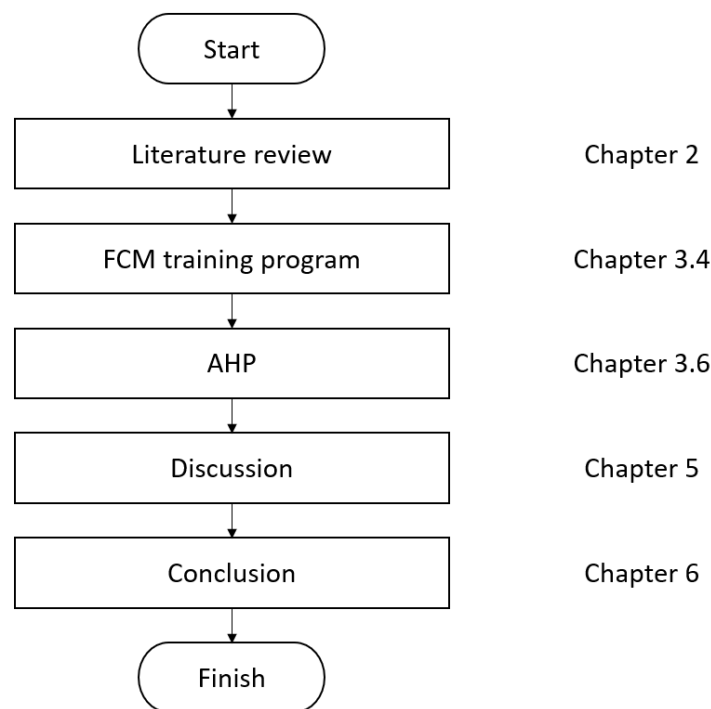 Start
Literature review Chapter 2
FCM training program Chapter 3.4
AHP Chapter 3.6
Discussion Chapter 5
Conclusion Chapter 6
Finish